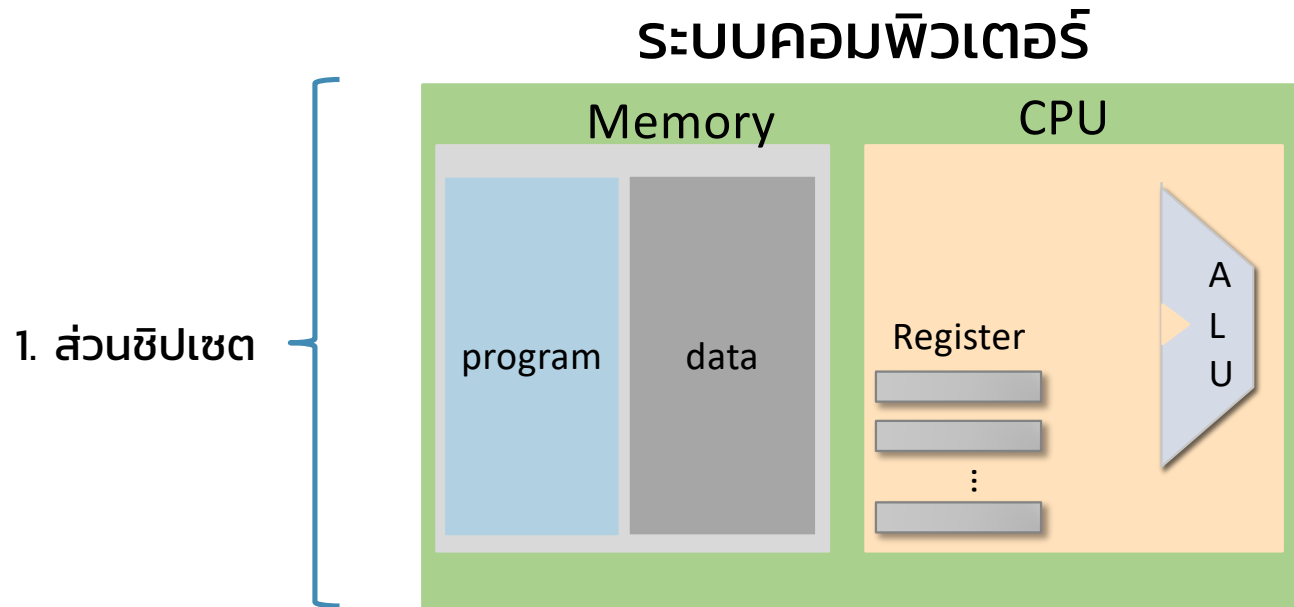 ระบบคอมพิวเตอร์
Memory
CPU
1. ส่วนชิปเซต
program
data
Register
...
A
L
U